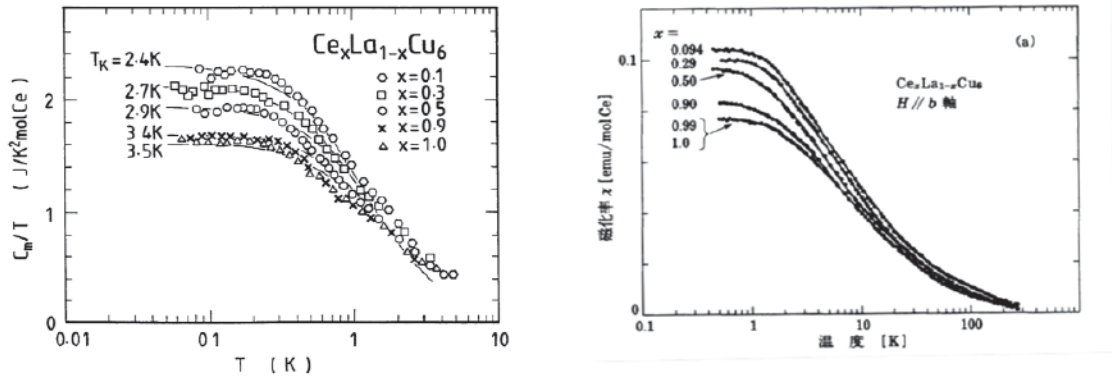 Ce_xLa_{1-x}Cu_6
T_K=2.4K
2.7K
2.9K
3.4K
3.5K
○ x=0.1
□ x=0.3
○ x=0.5
× x=0.9
△ x=1.0
C_m/T (J/K²molCe)
2
1
0
0·01
0·1
1
10
T (K)
x=
0.094
0.29
0.50
0.90
0.99
1.0
(a)
Ce_xLa_{1-x}Cu_6
H∥b 軸
磁化率 χ [emu/molCe]
0.1
0
0.1
1
10
100
温 度 [K]